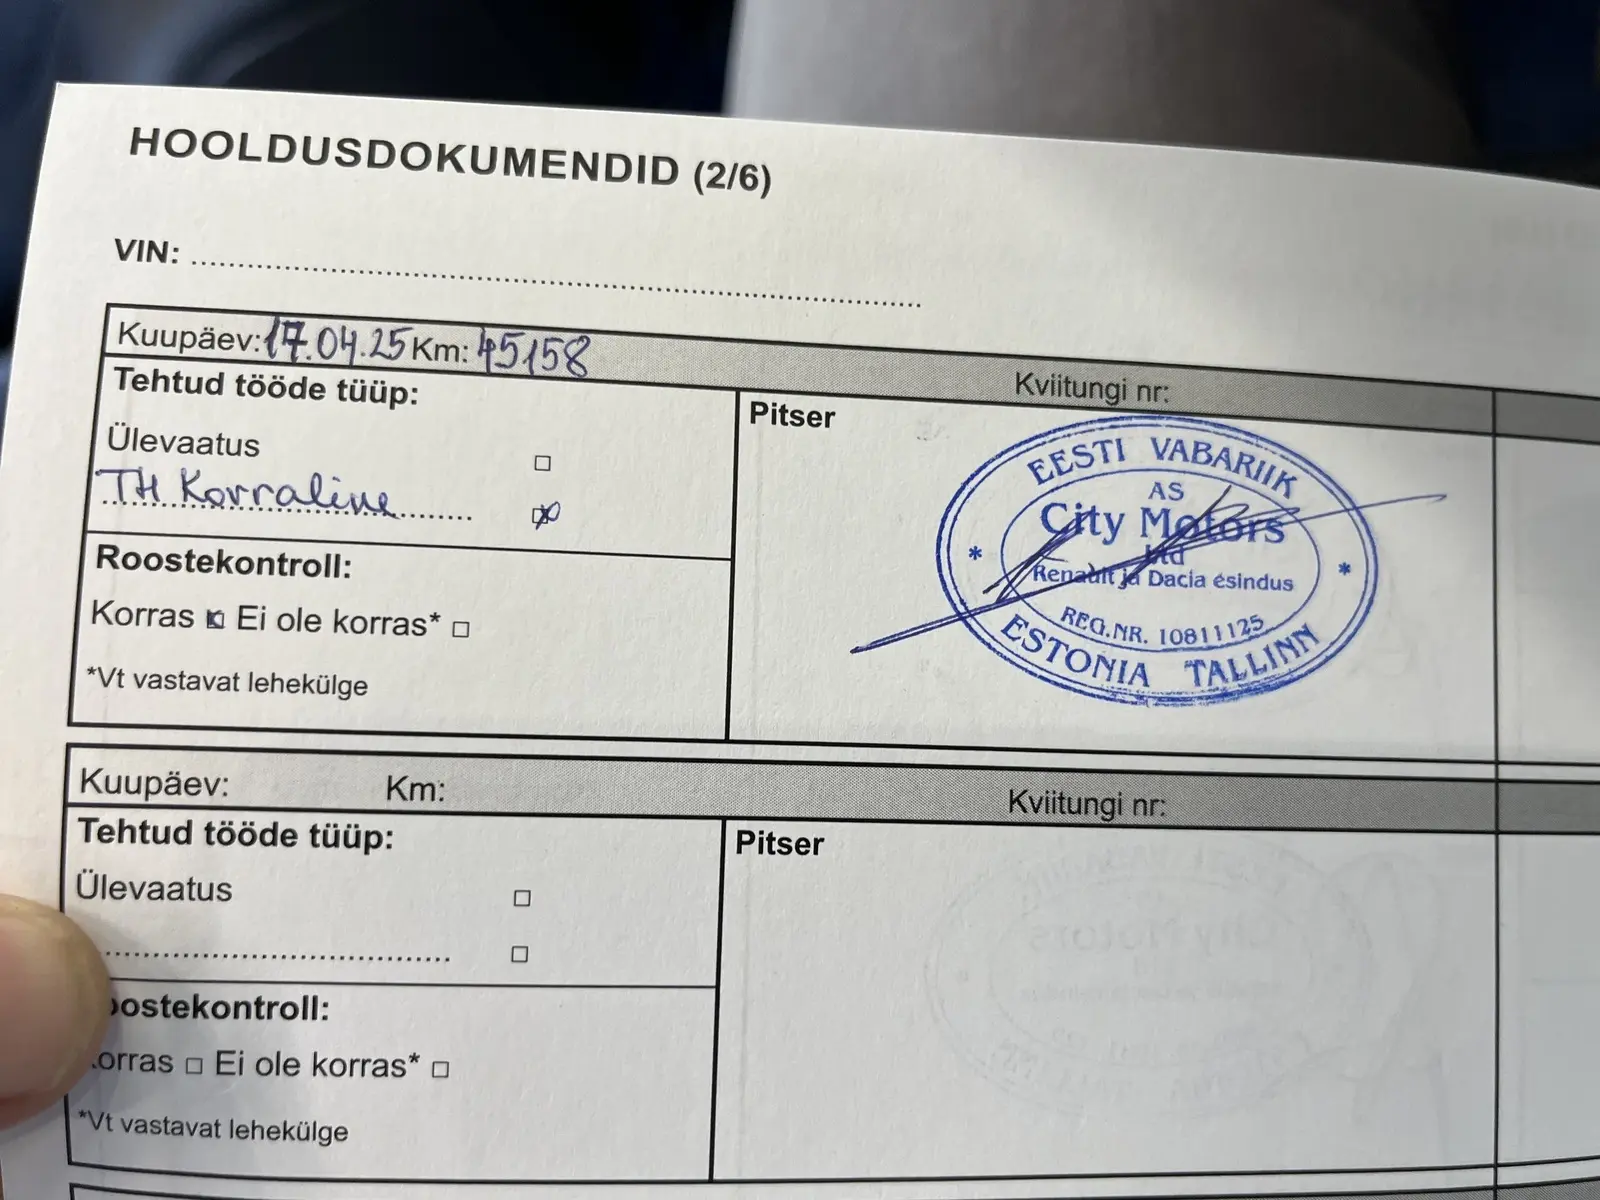 HOOLDUSDOKUMENDID (2/6)
VIN:
Kuupäev: 17.04.25 Km: 45158
Kviitungi nr:
Tehtud tööde tüüp:
Ülevaatus
TH Korraline
Roostekontroll:
Korras Ei ole korras*
*Vt vastavat lehekülge
Pitser
EESTI VABARIIK
AS
City Motors
Ltd
Renault ja Dacia esindus
REG.NR. 10811125
ESTONIA TALLINN
Kuupäev: Km:
Kviitungi nr:
Tehtud tööde tüüp:
Ülevaatus
oostekontroll:
orras Ei ole korras*
*Vt vastavat lehekülge
Pitser